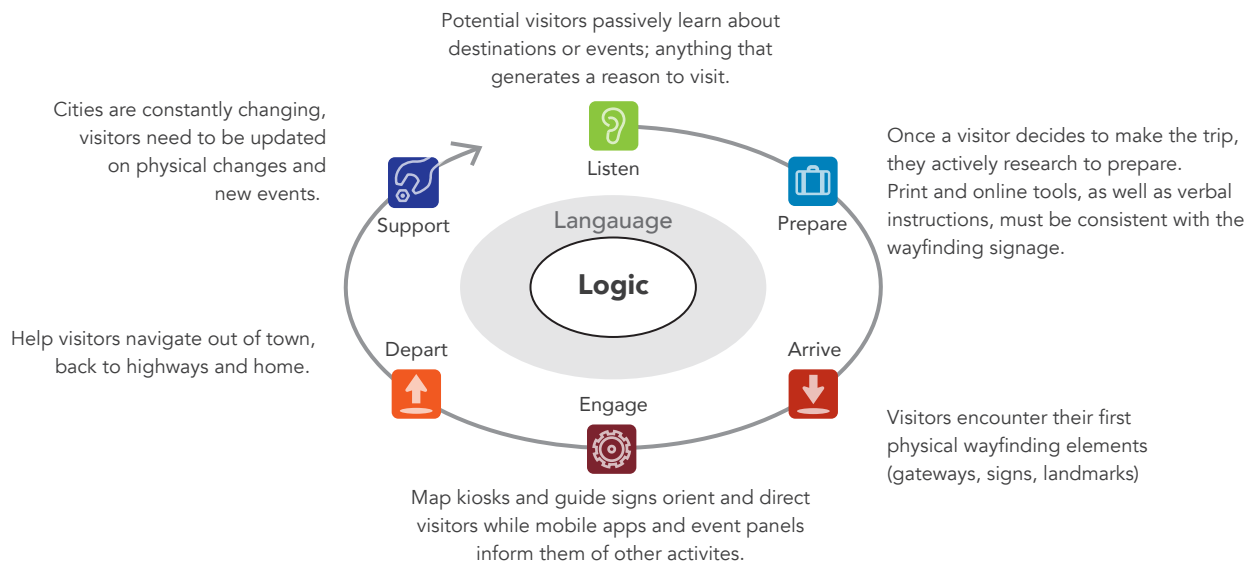 Potential visitors passively learn about
destinations or events; anything that
generates a reason to visit.
Listen
Once a visitor decides to make the trip,
they actively research to prepare.
Print and online tools, as well as verbal
instructions, must be consistent with the
wayfinding signage.
Prepare
Visitors encounter their first
physical wayfinding elements
(gateways, signs, landmarks)
Arrive
Engage
Map kiosks and guide signs orient and direct
visitors while mobile apps and event panels
inform them of other activites.
Depart
Help visitors navigate out of town,
back to highways and home.
Cities are constantly changing,
visitors need to be updated
on physical changes and
new events.
Support
Langauage
Logic